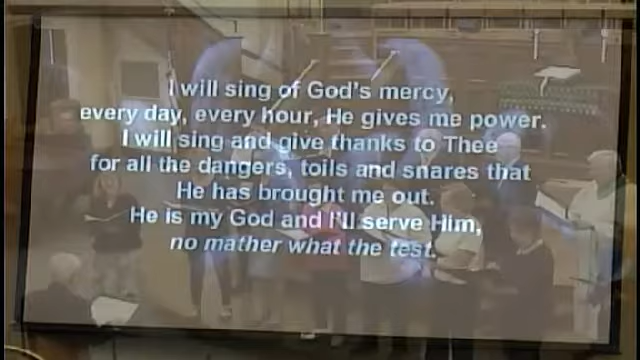 I will sing of God's mercy,
every day, every hour, He gives me power.
I will sing and give thanks to Thee
for all the dangers, toils and snares that
He has brought me out.
He is my God and I'll serve Him,
no mather what the test.